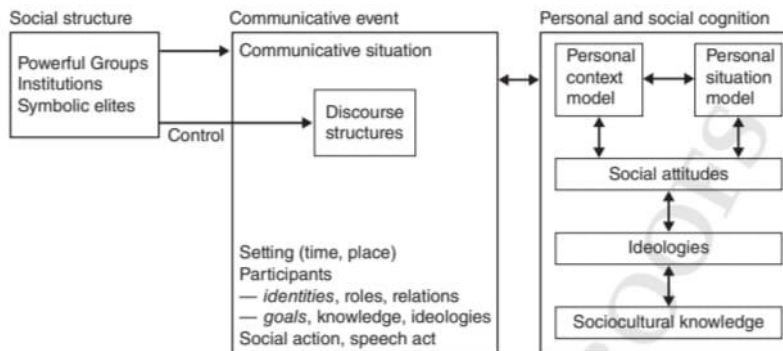 Social structure
Powerful Groups
Institutions
Symbolic elites
Control
Communicative event
Communicative situation
Discourse
structures
Setting (time, place)
Participants
— identities, roles, relations
— goals, knowledge, ideologies
Social action, speech act
Personal and social cognition
Personal
context
model
Personal
situation
model
Social attitudes
Ideologies
Sociocultural knowledge
OOFS